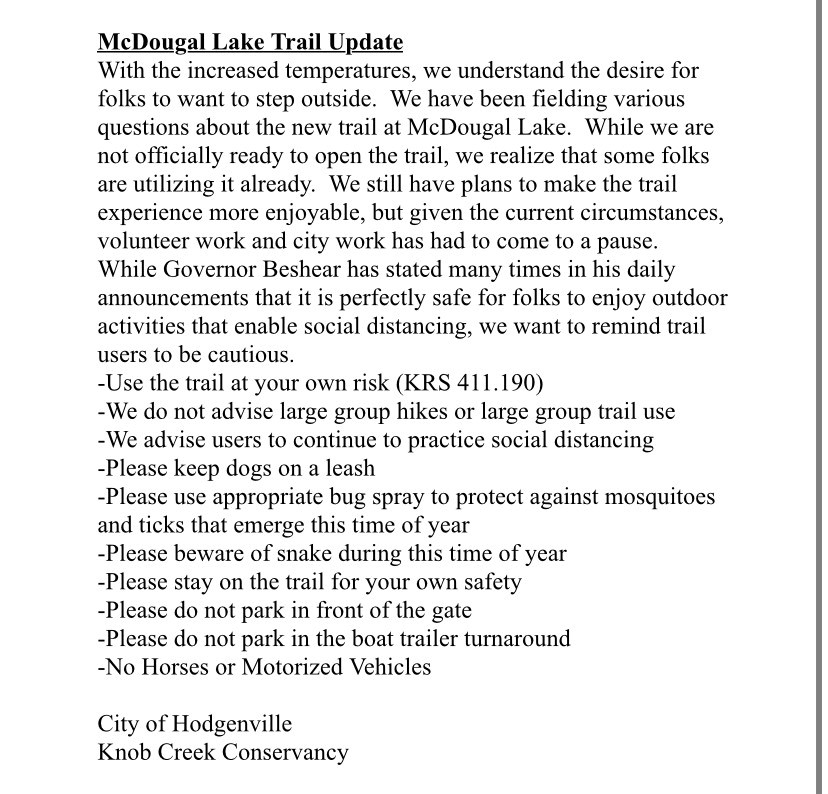 McDougal Lake Trail Update
With the increased temperatures, we understand the desire for
folks to want to step outside.  We have been fielding various
questions about the new trail at McDougal Lake.  While we are
not officially ready to open the trail, we realize that some folks
are utilizing it already.  We still have plans to make the trail
experience more enjoyable, but given the current circumstances,
volunteer work and city work has had to come to a pause.
While Governor Beshear has stated many times in his daily
announcements that it is perfectly safe for folks to enjoy outdoor
activities that enable social distancing, we want to remind trail
users to be cautious.
-Use the trail at your own risk (KRS 411.190)
-We do not advise large group hikes or large group trail use
-We advise users to continue to practice social distancing
-Please keep dogs on a leash
-Please use appropriate bug spray to protect against mosquitoes
and ticks that emerge this time of year
-Please beware of snake during this time of year
-Please stay on the trail for your own safety
-Please do not park in front of the gate
-Please do not park in the boat trailer turnaround
-No Horses or Motorized Vehicles
City of Hodgenville
Knob Creek Conservancy